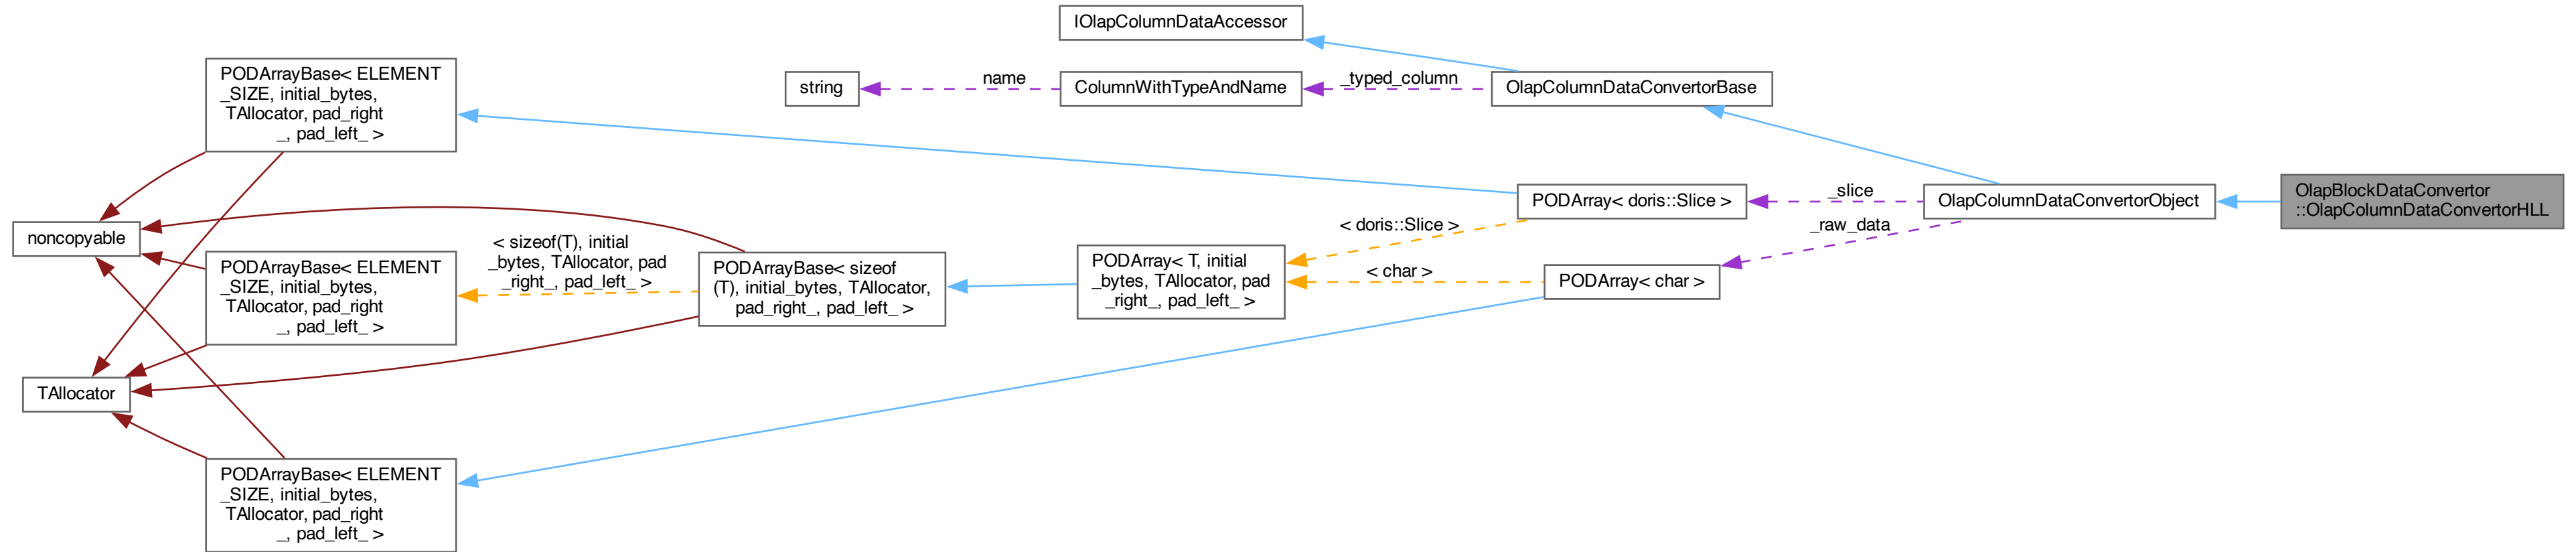 IOlapColumnDataAccessor
PODArrayBase< ELEMENT
_SIZE, initial_bytes,
TAllocator, pad_right
_, pad_left_ >
string
name
ColumnWithTypeAndName
_typed_column
OlapColumnDataConvertorBase
noncopyable
PODArrayBase< ELEMENT
_SIZE, initial_bytes,
TAllocator, pad_right
_, pad_left_ >
< sizeof(T), initial
_bytes, TAllocator, pad
_right_, pad_left_ >
PODArrayBase< sizeof
(T), initial_bytes, TAllocator,
pad_right_, pad_left_ >
PODArray< T, initial
_bytes, TAllocator, pad
_right_, pad_left_ >
< doris::Slice >
< char >
PODArray< doris::Slice >
PODArray< char >
_slice
_raw_data
OlapColumnDataConvertorObject
OlapBlockDataConvertor
::OlapColumnDataConvertorHLL
TAllocator
PODArrayBase< ELEMENT
_SIZE, initial_bytes,
TAllocator, pad_right
_, pad_left_ >